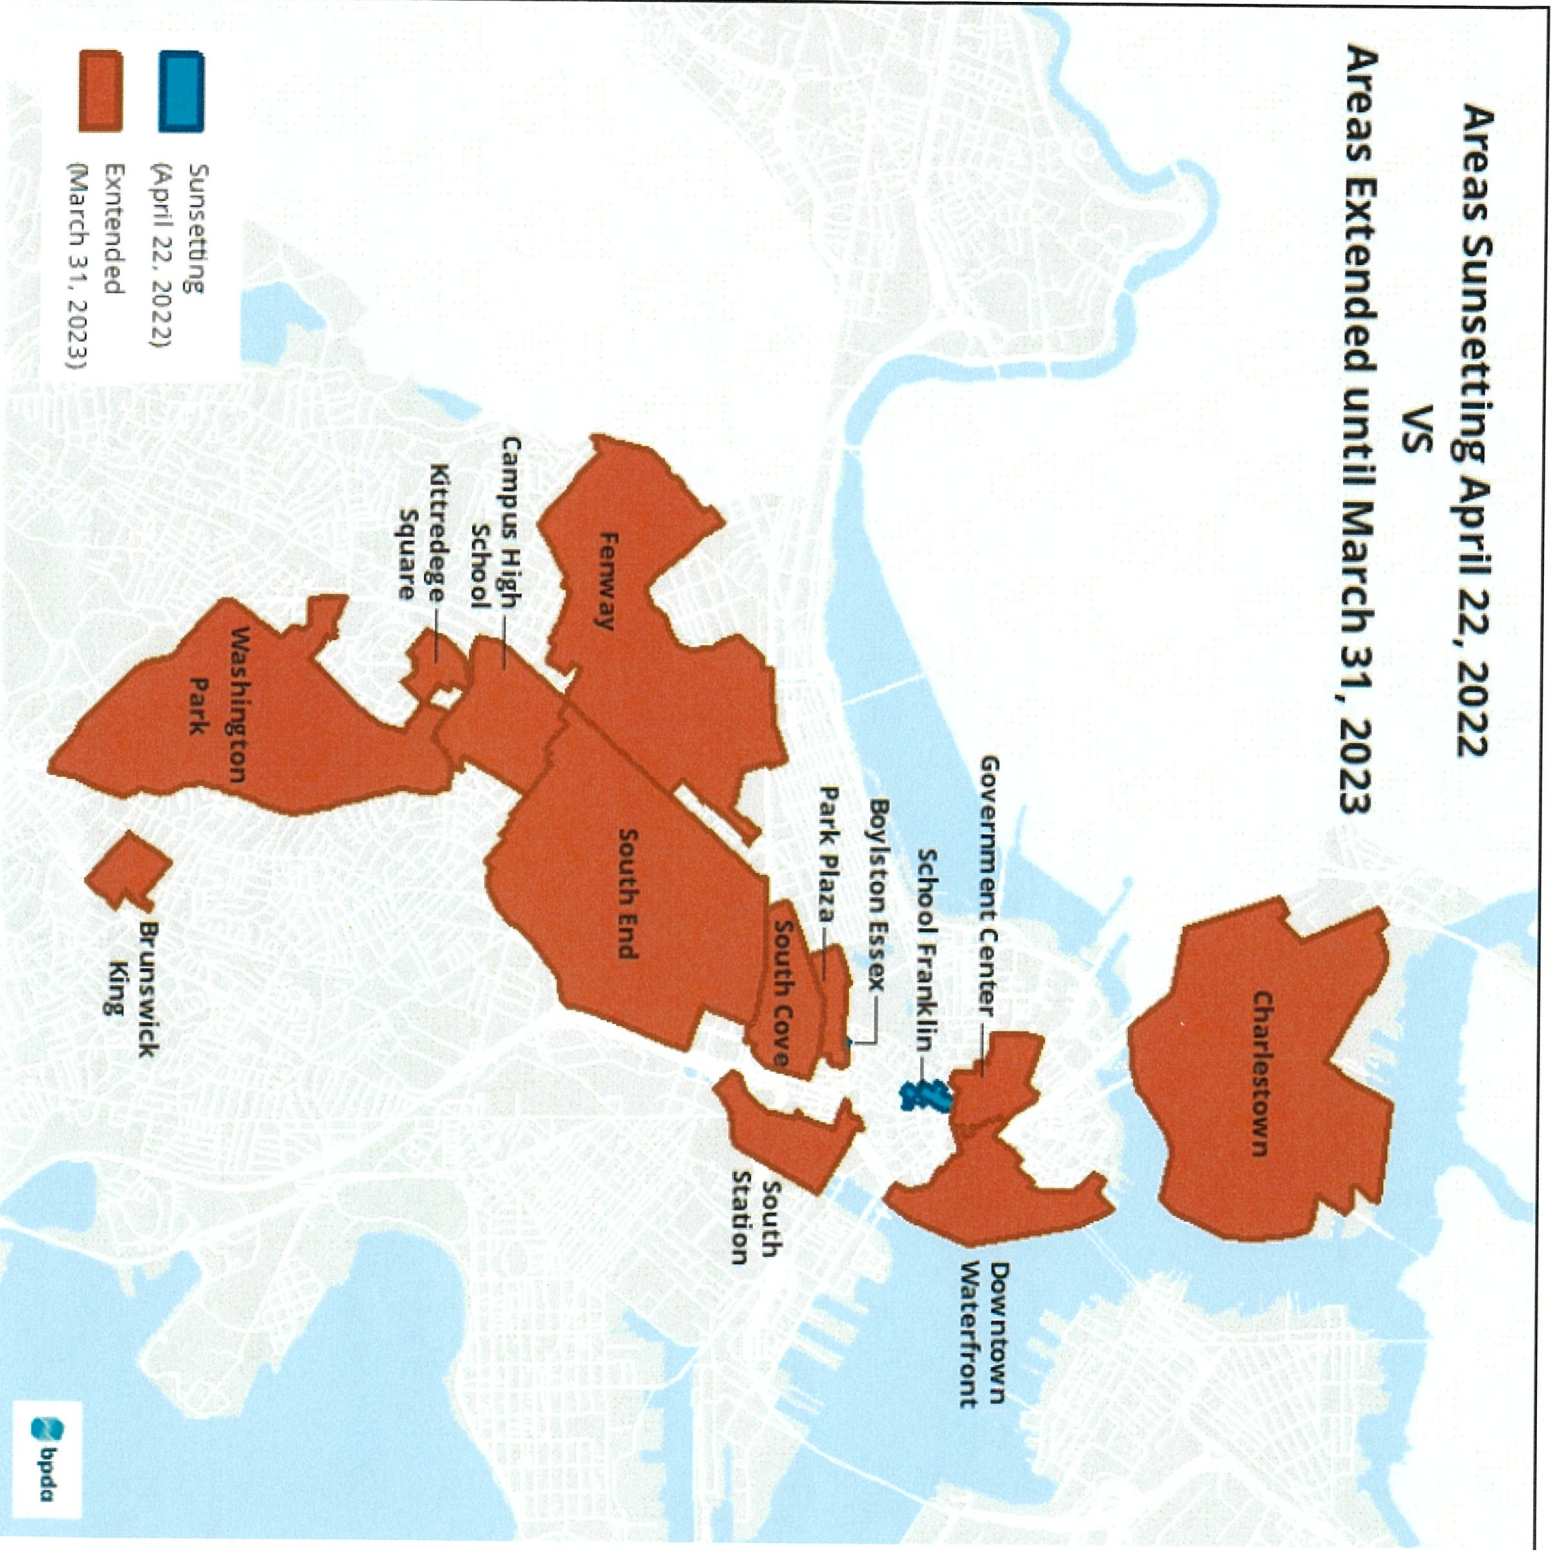 Areas Sunsetting April 22, 2022
VS
Areas Extended until March 31, 2023
Charlestown
Government Center
School Franklin
Boylston Essex
Park Plaza
Downtown
Waterfront
South Cove
South
Station
South End
Fenway
Campus High
School
Kittredege
Square
Washington
Park
Brunswick
King
Sunsetting
(April 22, 2022)
Exntended
(March 31, 2023)
bpda